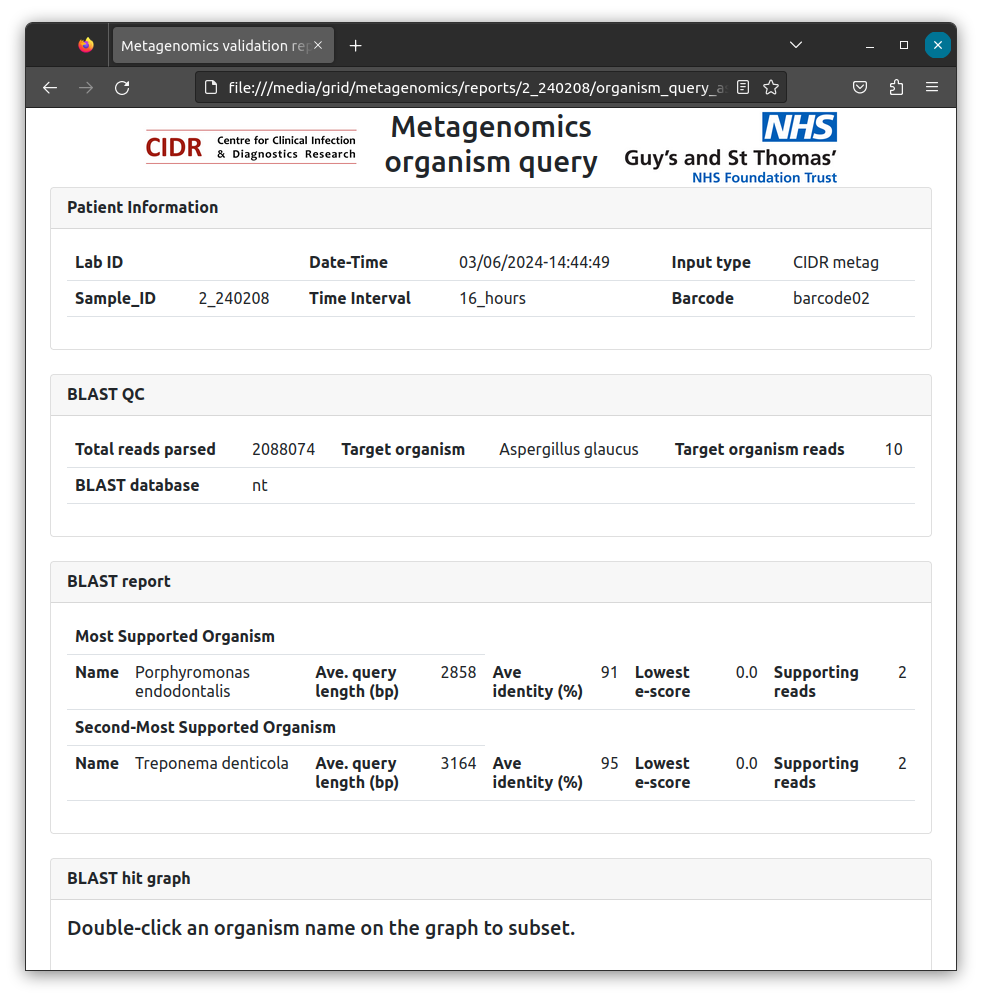 Metagenomics validation rep
file:///media/grid/metagenomics/reports/2_240208/organism_query_as
CIDR Centre for Clinical Infection & Diagnostics Research
Metagenomics organism query
NHS
Guy's and St Thomas'
NHS Foundation Trust
Patient Information
Lab ID Date-Time 03/06/2024-14:44:49 Input type CIDR metag
Sample_ID 2_240208 Time Interval 16_hours Barcode barcode02
BLAST QC
Total reads parsed 2088074 Target organism Aspergillus glaucus Target organism reads 10
BLAST database nt
BLAST report
Most Supported Organism
Name Porphyromonas endodontalis Ave. query length (bp) 2858 Ave identity (%) 91 Lowest e-score 0.0 Supporting reads 2
Second-Most Supported Organism
Name Treponema denticola Ave. query length (bp) 3164 Ave identity (%) 95 Lowest e-score 0.0 Supporting reads 2
BLAST hit graph
Double-click an organism name on the graph to subset.